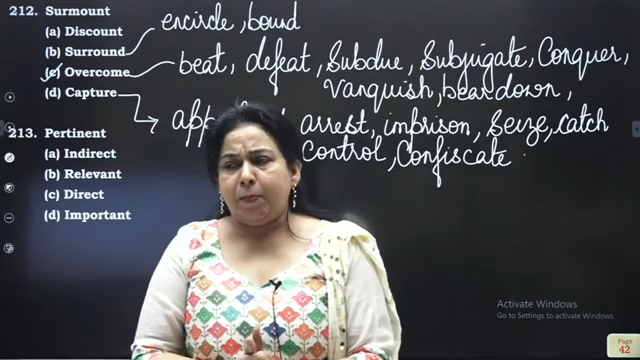 212. Surmount
(a) Discount
(b) Surround
(c) Overcome
(d) Capture
encircle, bound
beat, defeat, Subdue, Subjugate, Conquer,
Vanquish, bear down,
arrest, imprison, Seize, catch
control, Confiscate
213. Pertinent
(a) Indirect
(b) Relevant
(c) Direct
(d) Important
Activate Windows
Go to Settings to activate Windows
Page
42